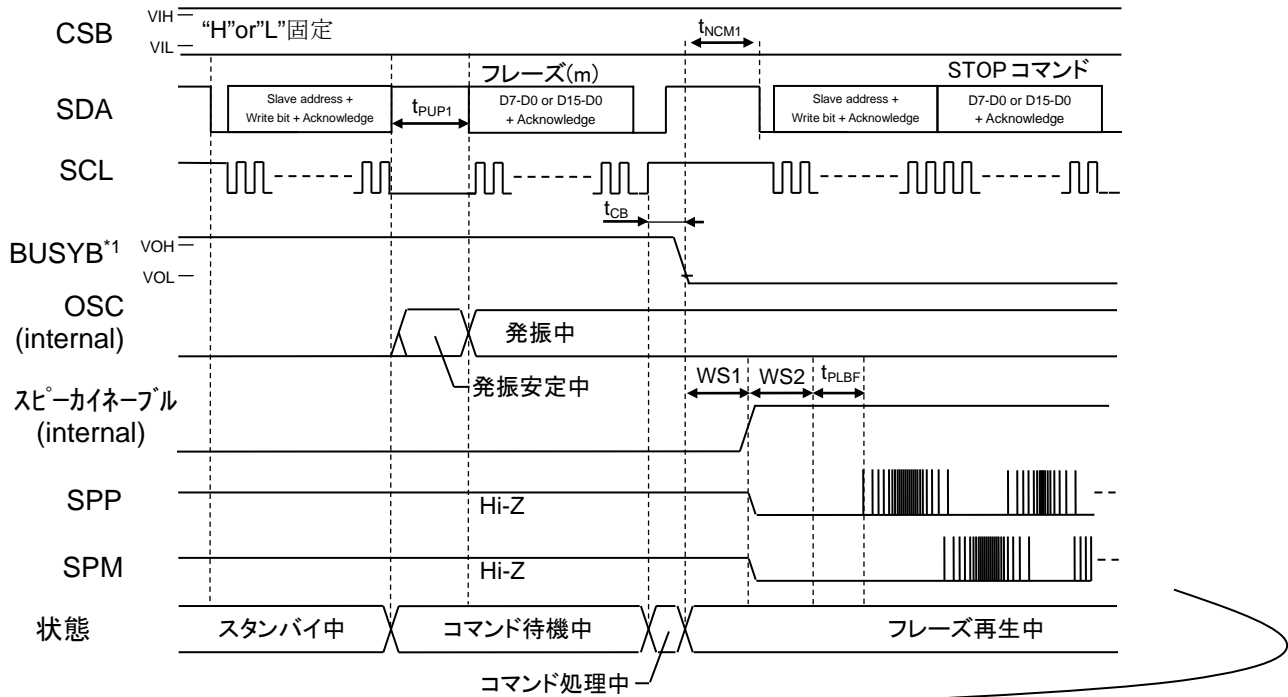 CSB
VIH
VIL
“H”or”L”固定
tNCM1
SDA
フレーズ(m)
STOP コマンド
Slave address +
Write bit + Acknowledge
tPUP1
D7-D0 or D15-D0
+ Acknowledge
Slave address +
Write bit + Acknowledge
D7-D0 or D15-D0
+ Acknowledge
SCL
tCB
BUSYB*1
VOH
VOL
OSC
(internal)
発振中
発振安定中
スピーカイネーブル
(internal)
WS1
WS2
tPLBF
SPP
Hi-Z
SPM
Hi-Z
状態
スタンバイ中
コマンド待機中
フレーズ再生中
コマンド処理中